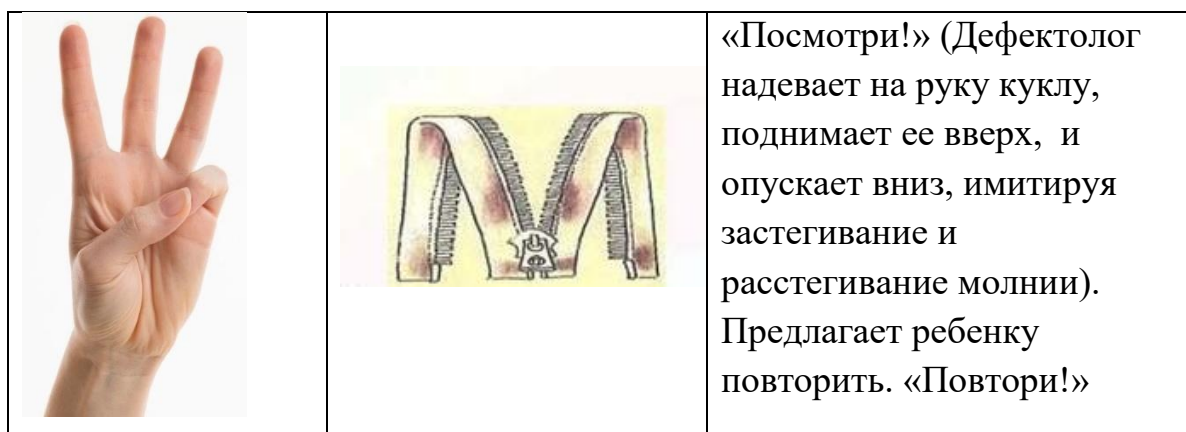 «Посмотри!» (Дефектолог
надевает на руку куклу,
поднимает ее вверх,  и
опускает вниз, имитируя
застегивание и
расстегивание молнии).
Предлагает ребенку
повторить. «Повтори!»